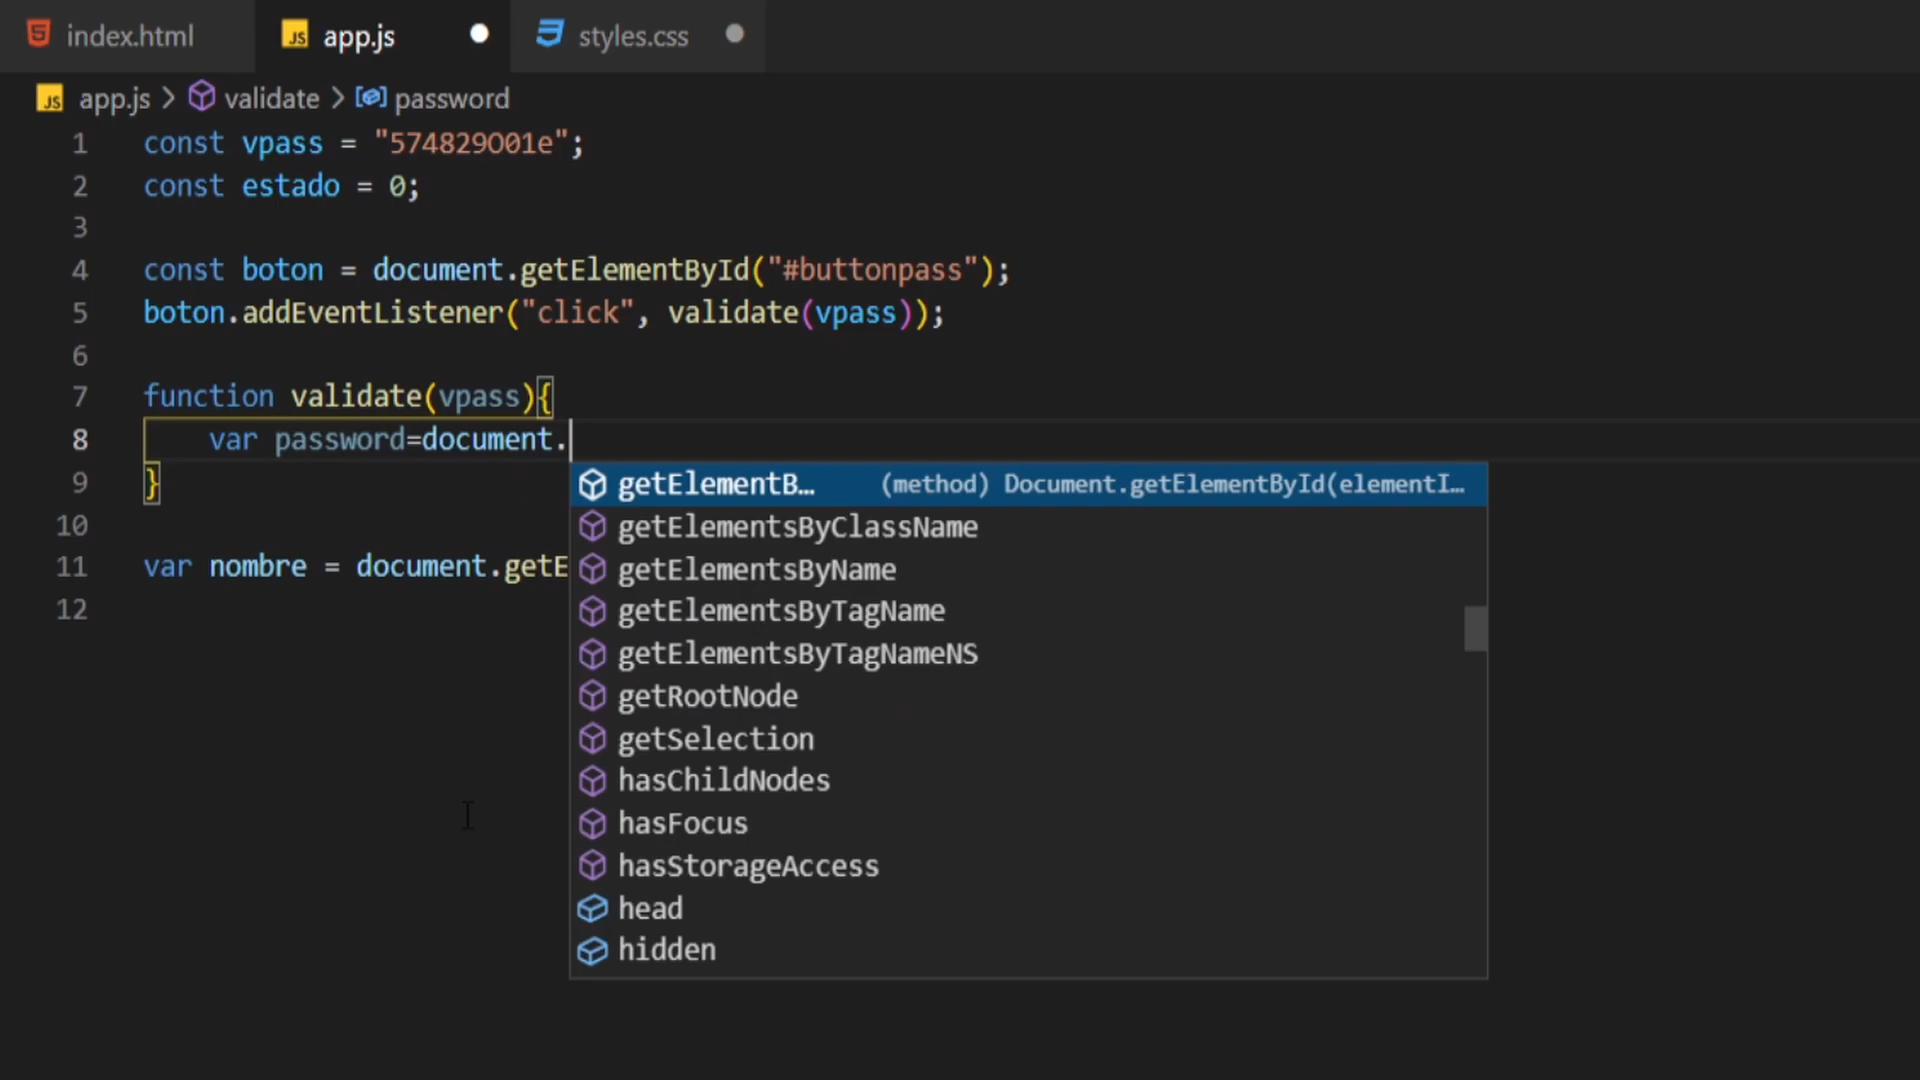 index.html app.js styles.css
JS app.js > validate > password
1 const vpass = "574829O01e";
2 const estado = 0;
3
4 const boton = document.getElementById("#buttonpass");
5 boton.addEventListener("click", validate(vpass));
6
7 function validate(vpass){
8 var password=document.
9 }
10
11 var nombre = document.getE
12
getElementB… (method) Document.getElementById(elementI…
getElementsByClassName
getElementsByName
getElementsByTagName
getElementsByTagNameNS
getRootNode
getSelection
hasChildNodes
hasFocus
hasStorageAccess
head
hidden